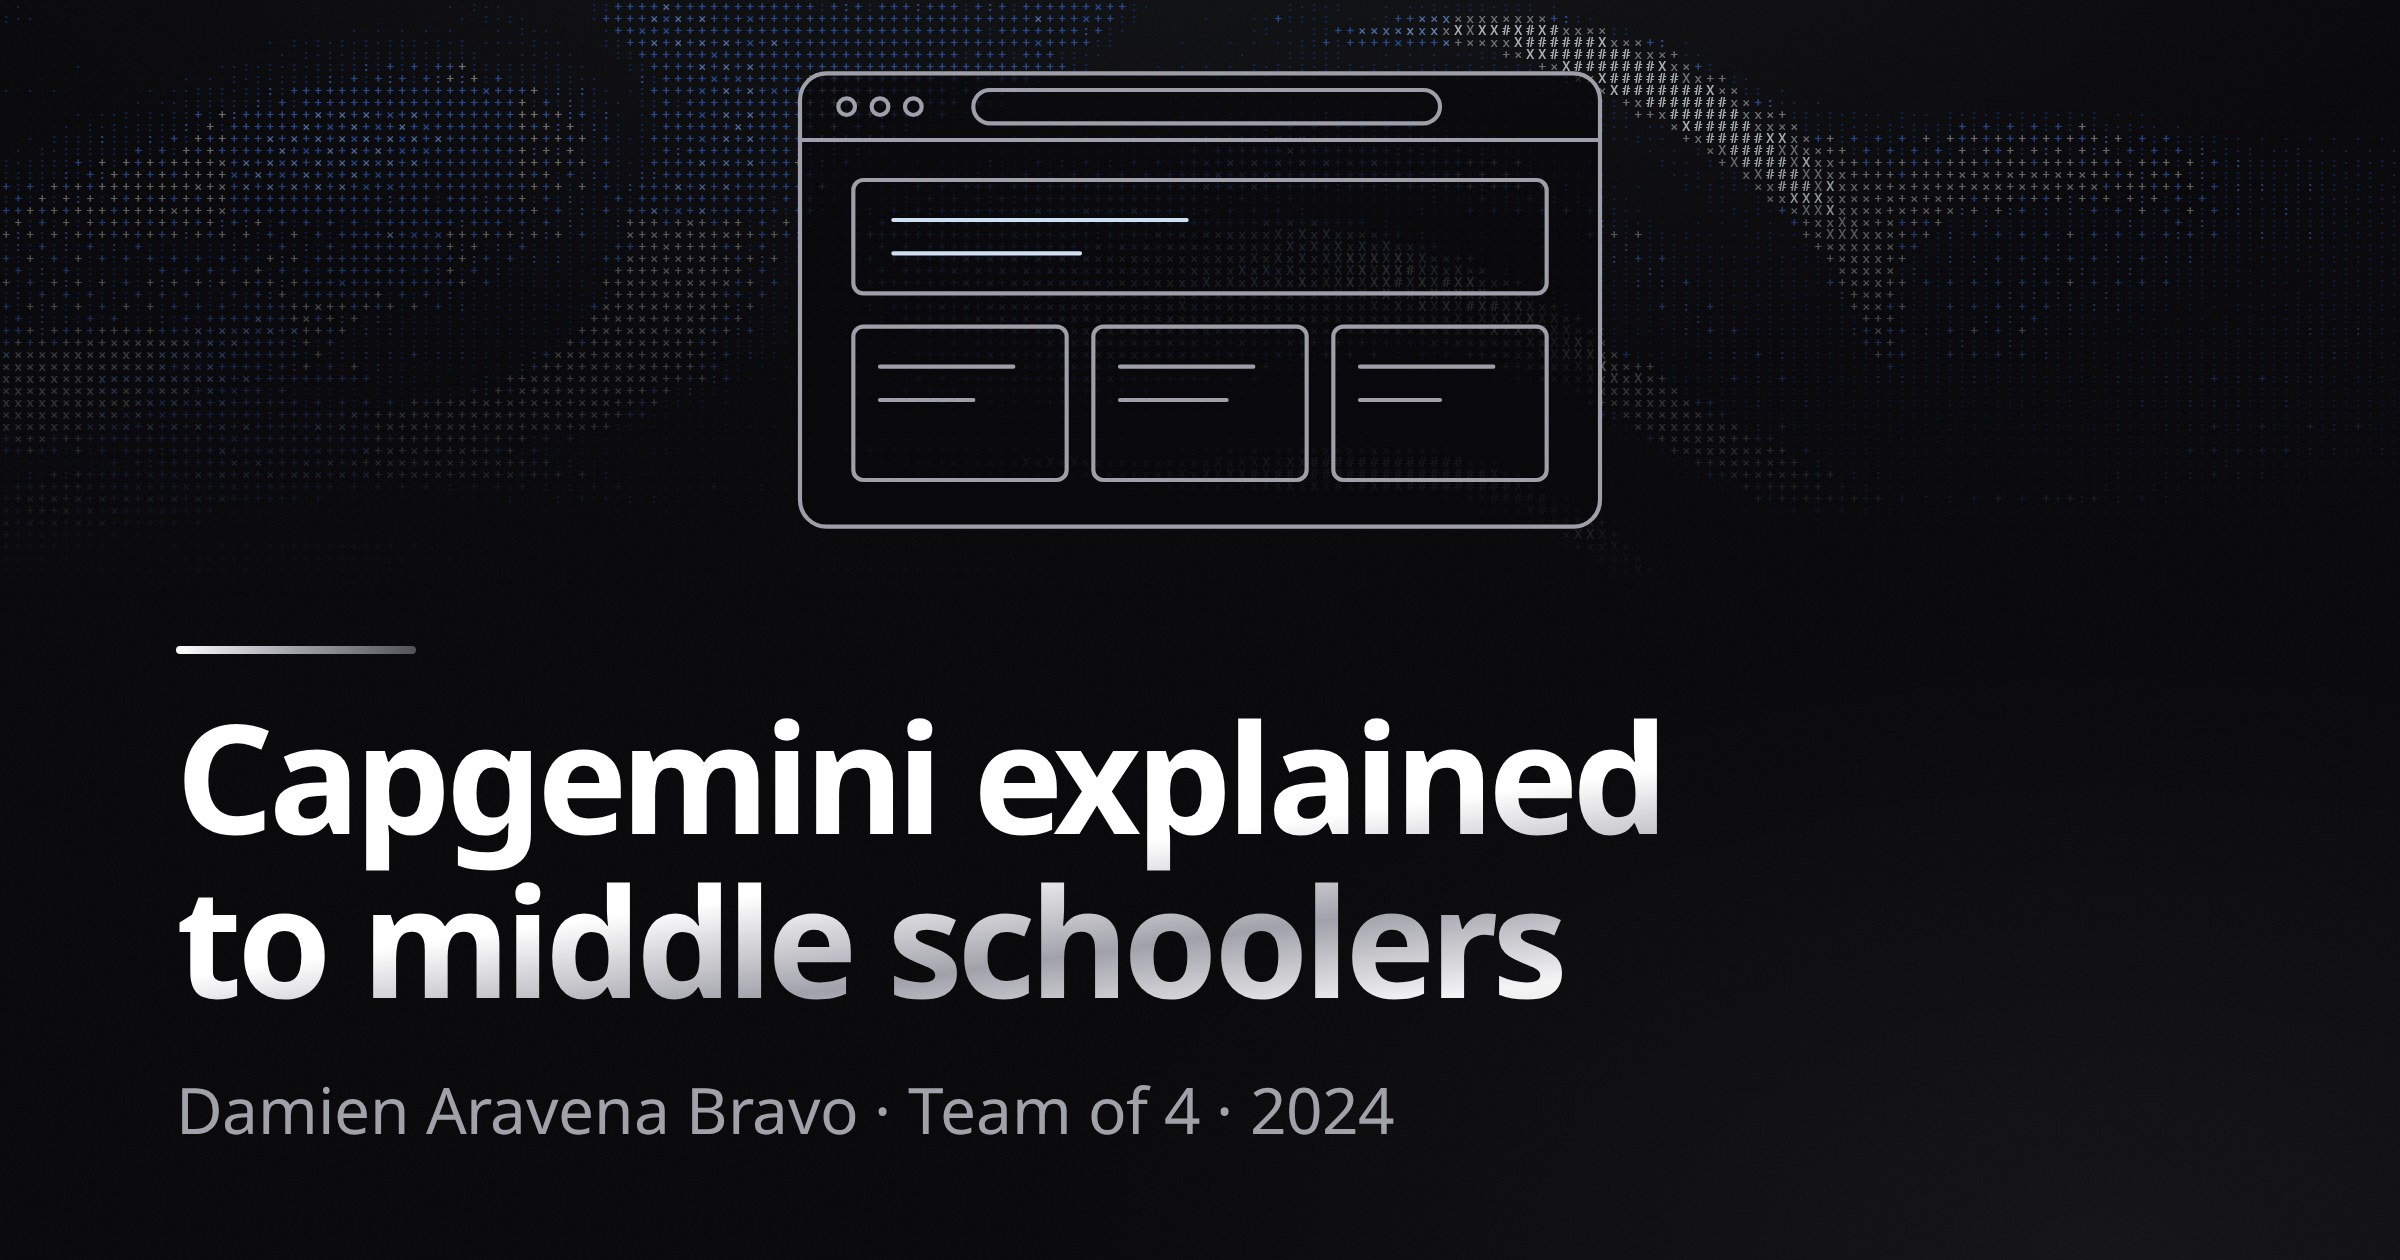 Capgemini explained
to middle schoolers
Damien Aravena Bravo · Team of 4 · 2024